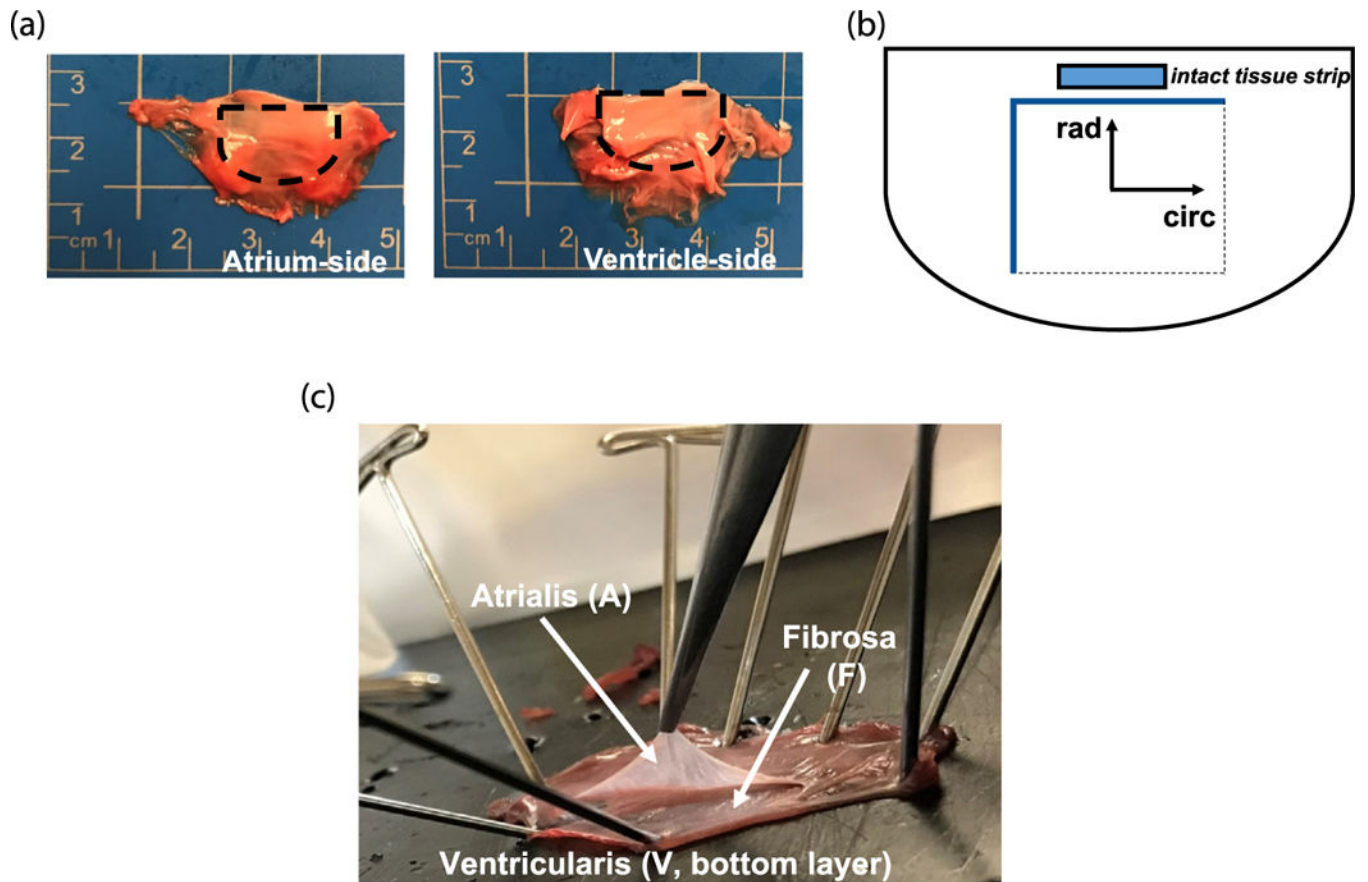 (a)
3
2
1
cm 1 2 3 4 5
Atrium-side
3
2
1
cm 1 2 3 4 5
Ventricle-side
(b)
intact tissue strip
rad
circ
(c)
Atrialis (A)
Fibrosa
(F)
Ventricularis (V, bottom layer)